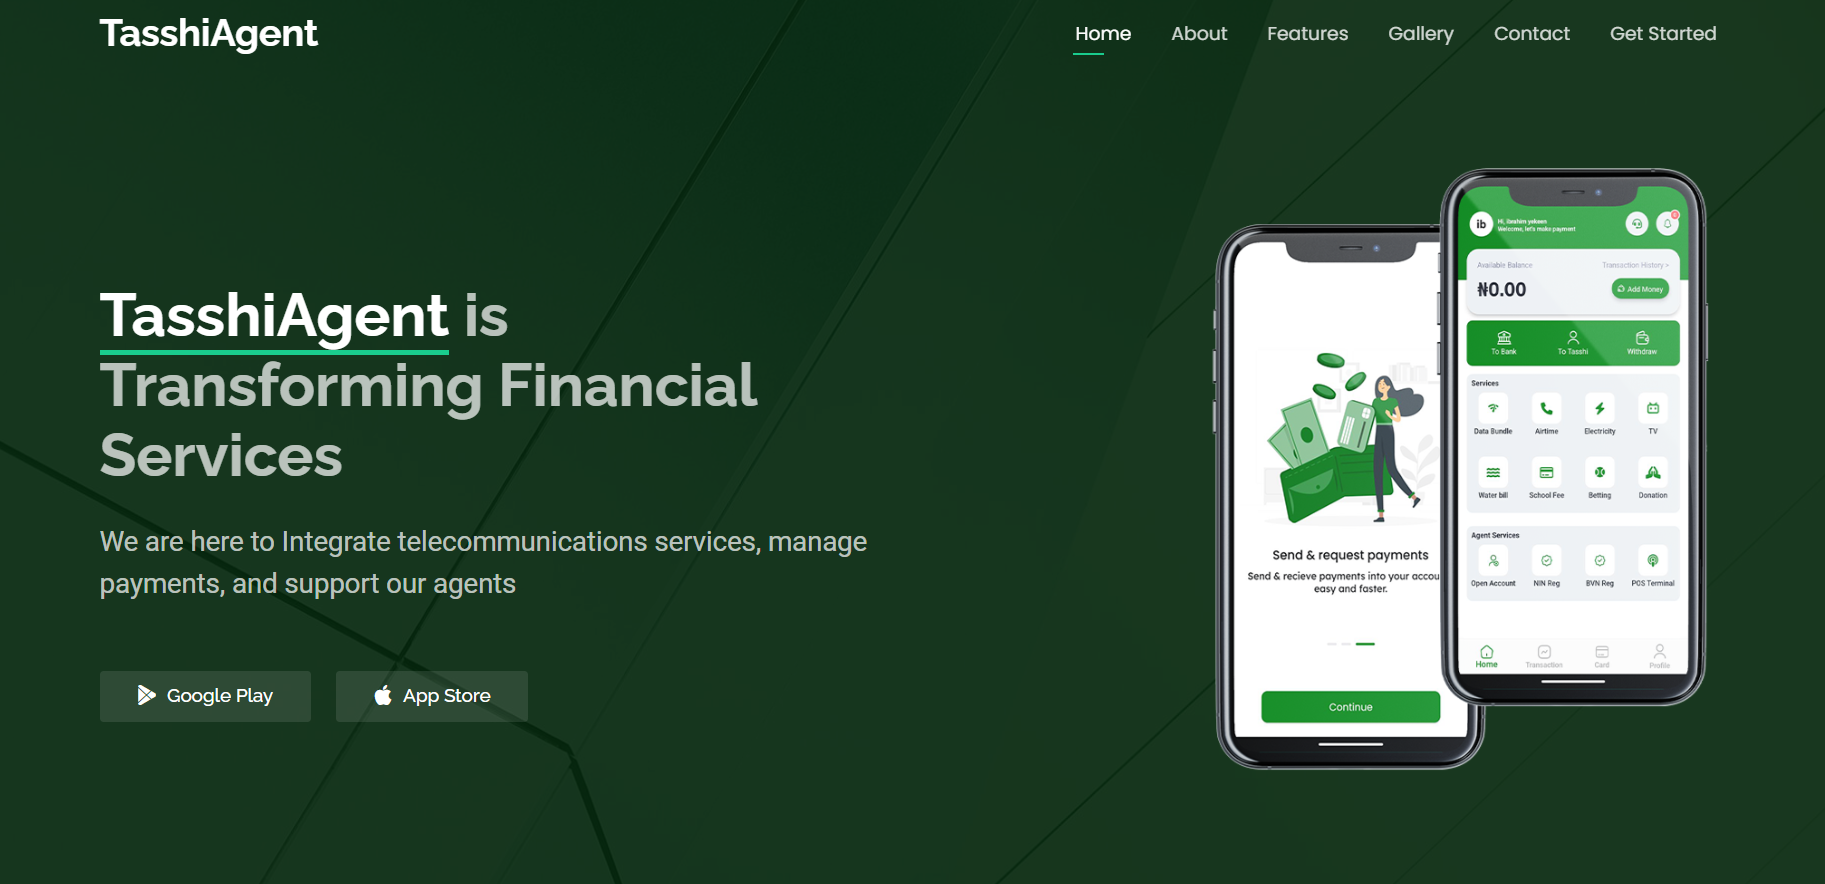 TasshiAgent
Home About Features Gallery Contact Get Started
TasshiAgent is
Transforming Financial
Services
We are here to Integrate telecommunications services, manage
payments, and support our agents
Google Play App Store
Send & request payments
Send & recieve payments into your accou
easy and faster.
Continue
ib
Hi, ibrahim yekeen
Welcome, let's make payment
Available Balance Transaction History >
₦0.00 Add Money
To Bank To Tasshi Withdraw
Services
Data Bundle Airtime Electricity TV
Water bill School Fee Betting Donation
Agent Services
Open Account NIN Reg BVN Reg POS Terminal
Home Transaction Card Profile